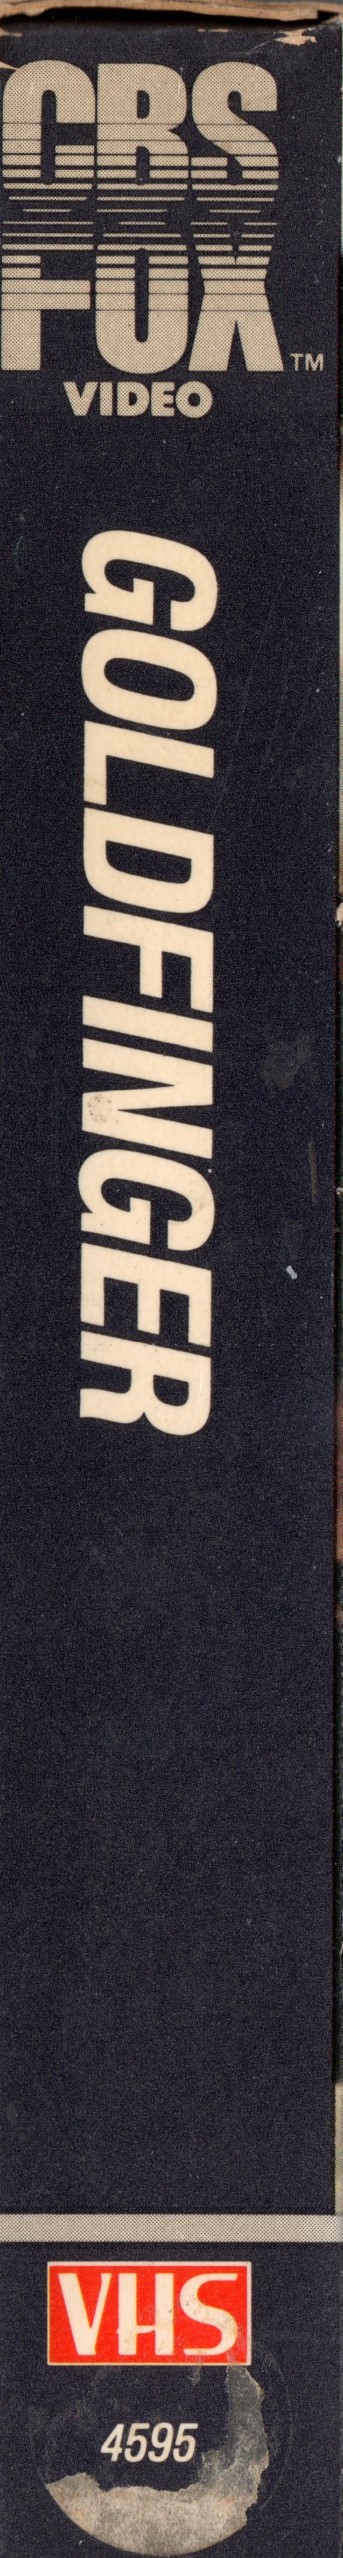 CBS
FOX
TM
VIDEO
GOLDFINGER
VHS
4595